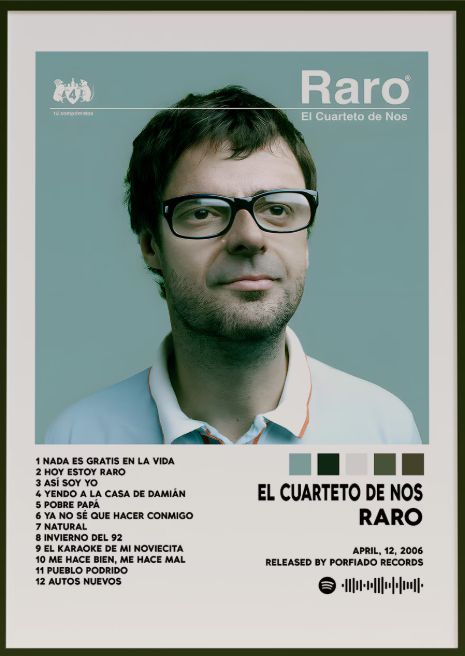 4
12 comprimidos
Raro®
El Cuarteto de Nos
1 NADA ES GRATIS EN LA VIDA
2 HOY ESTOY RARO
3 ASÍ SOY YO
4 YENDO A LA CASA DE DAMIÁN
5 POBRE PAPÁ
6 YA NO SÉ QUE HACER CONMIGO
7 NATURAL
8 INVIERNO DEL 92
9 EL KARAOKE DE MI NOVIECITA
10 ME HACE BIEN, ME HACE MAL
11 PUEBLO PODRIDO
12 AUTOS NUEVOS
EL CUARTETO DE NOS
RARO
APRIL, 12, 2006
RELEASED BY PORFIADO RECORDS